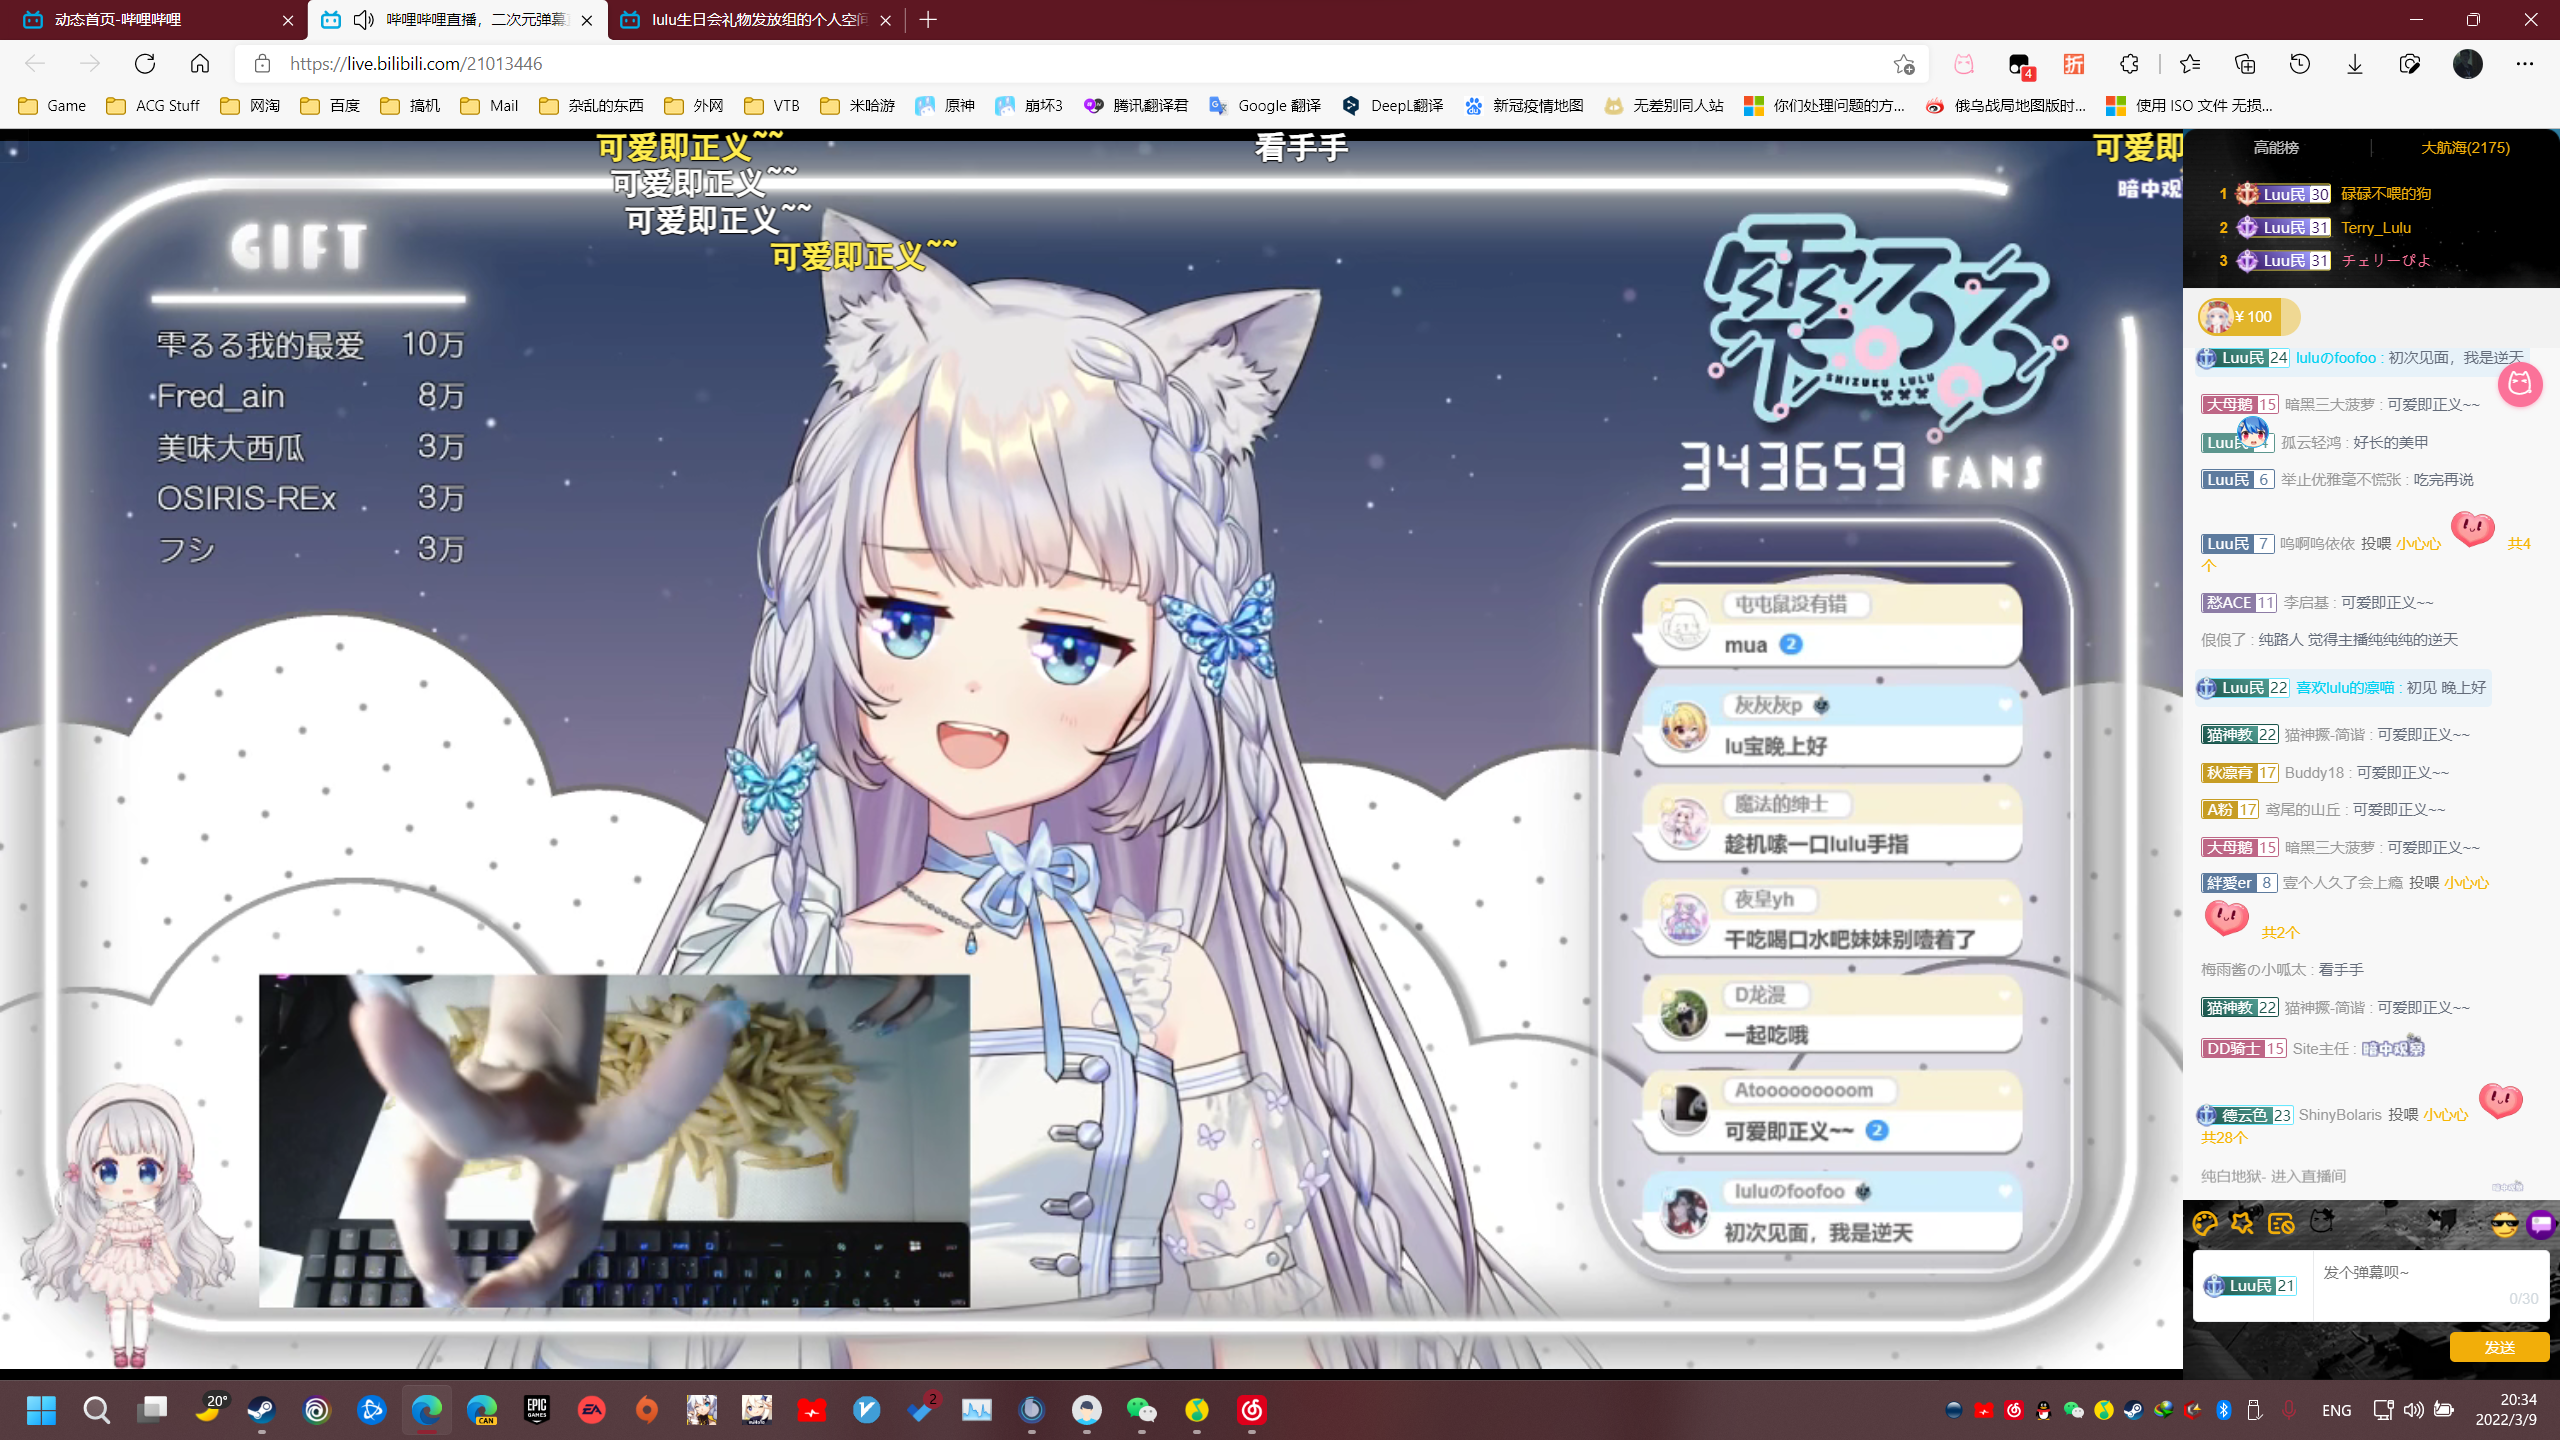 动态首页-哔哩哔哩
哔哩哔哩直播，二次元弹幕
lulu生日会礼物发放组的个人空间
https://live.bilibili.com/21013446
4
Game
ACG Stuff
网淘
百度
搞机
Mail
杂乱的东西
外网
VTB
米哈游
原神
崩坏3
腾讯翻译君
Google 翻译
DeepL翻译
新冠疫情地图
无差别同人站
你们处理问题的方...
俄乌战局地图版时...
使用 ISO 文件 无损...
可爱即正义~~
看手手
可爱即
可爱即正义~~
暗中观
可爱即正义~~
可爱即正义~~
GIFT
雫るる我的最爱 10万
Fred_ain 8万
美味大西瓜 3万
OSIRIS-REx 3万
フシ 3万
雫るる
SHIZUKU LULU
343659 FANS
屯屯鼠没有错
mua 2
灰灰灰p
lu宝晚上好
魔法的绅士
趁机嗦一口lulu手指
夜皇yh
干吃喝口水吧妹妹别噎着了
D龙漫
一起吃哦
Atooooooooom
可爱即正义~~ 2
luluのfoofoo
初次见面，我是逆天
高能榜
大航海(2175)
1 Luu民 30 碌碌不喂的狗
2 Luu民 31 Terry_Lulu
3 Luu民 31 チェリーぴよ
¥100
Luu民 24 luluのfoofoo : 初次见面，我是逆天
大母鹅 15 暗黑三大菠萝 : 可爱即正义~~
Luu民 孤云轻鸿 : 好长的美甲
Luu民 6 举止优雅毫不慌张 : 吃完再说
Luu民 7 呜啊呜依依 投喂 小心心 共4
个
愁ACE 11 李启基 : 可爱即正义~~
俍俍了 : 纯路人 觉得主播纯纯纯的逆天
Luu民 22 喜欢lulu的凛喵 : 初见 晚上好
猫神教 22 猫神撅-简谐 : 可爱即正义~~
秋凛膏 17 Buddy18 : 可爱即正义~~
A粉 17 鸢尾的山丘 : 可爱即正义~~
大母鹅 15 暗黑三大菠萝 : 可爱即正义~~
絆愛er 8 壹个人久了会上瘾 投喂 小心心
共2个
梅雨酱の小呱太 : 看手手
猫神教 22 猫神撅-简谐 : 可爱即正义~~
DD骑士 15 Site主任 : 暗中观察
德云色 23 ShinyBolaris 投喂 小心心
共28个
纯白地狱- 进入直播间
Luu民 21
发个弹幕呗~
0/30
发送
20°
CAN
EPIC GAMES
EA
2
ENG
20:34
2022/3/9